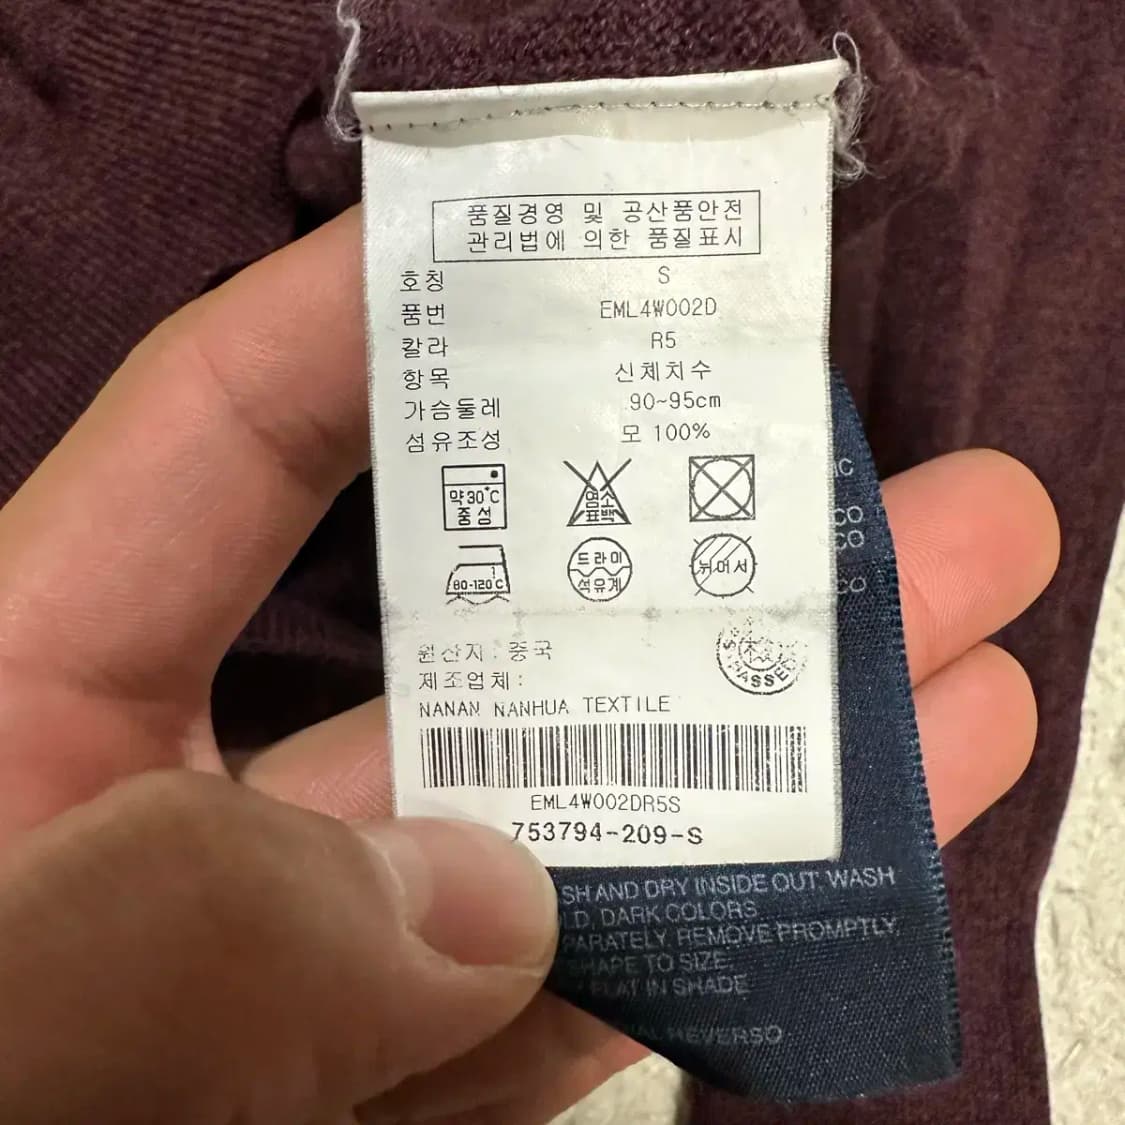 품질경영 및 공산품안전
관리법에 의한 품질표시
호칭 S
품번 EML4W002D
칼라 R5
항목 신체치수
가슴둘레 90~95cm
섬유조성 모 100%
약30℃
중성
염소
표백
80-120℃
드라이
석유계
뉘어서
원산지: 중국
제조업체:
NANAN NANHUA TEXTILE
EML4W002DR5S
753794-209-S
AND DRY INSIDE OUT. WASH
DARK COLORS
REMOVE PROMPTLY,
TO SIZE.
FLAT IN SHADE
REVERSO